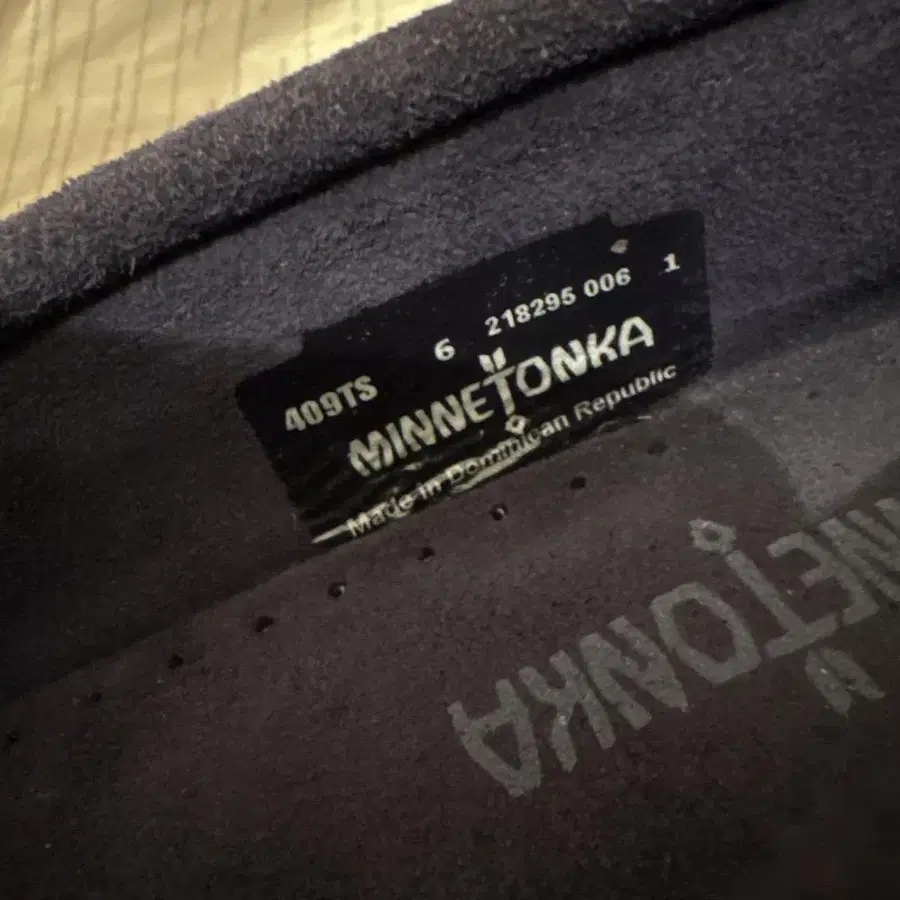 409TS 6 218295 006 1
MINNETONKA
Made in Dominican Republic
MINNETONKA